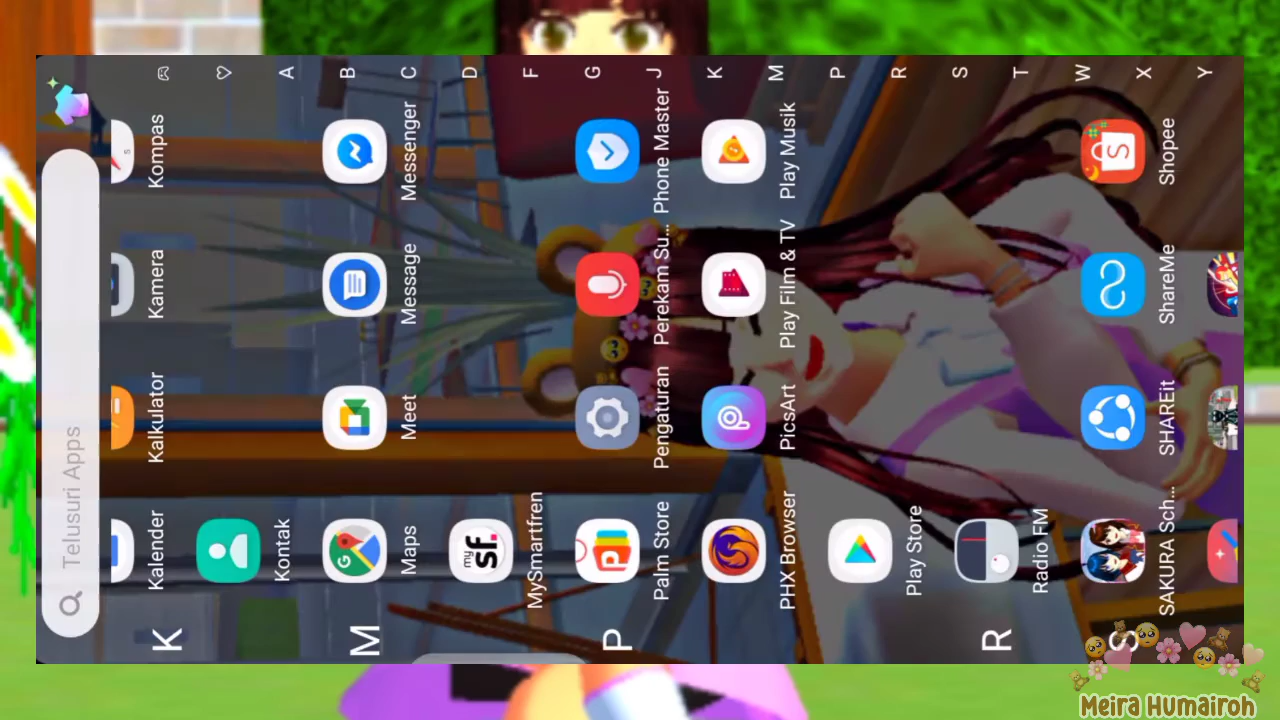 Telusuri Apps
K
Kalender Kalkulator Kamera Kompas
Kontak
M
Maps Meet Message Messenger
my
sf.
MySmartfren
P
Palm Store Pengaturan Perekam Su... Phone Master
PHX Browser PicsArt Play Film & TV Play Musik
Play Store
R
Radio FM
S
SAKURA Sch... SHAREit ShareMe Shopee
A
B
C
D
F
G
J
K
M
P
R
S
T
W
X
Y
Meira Humairoh